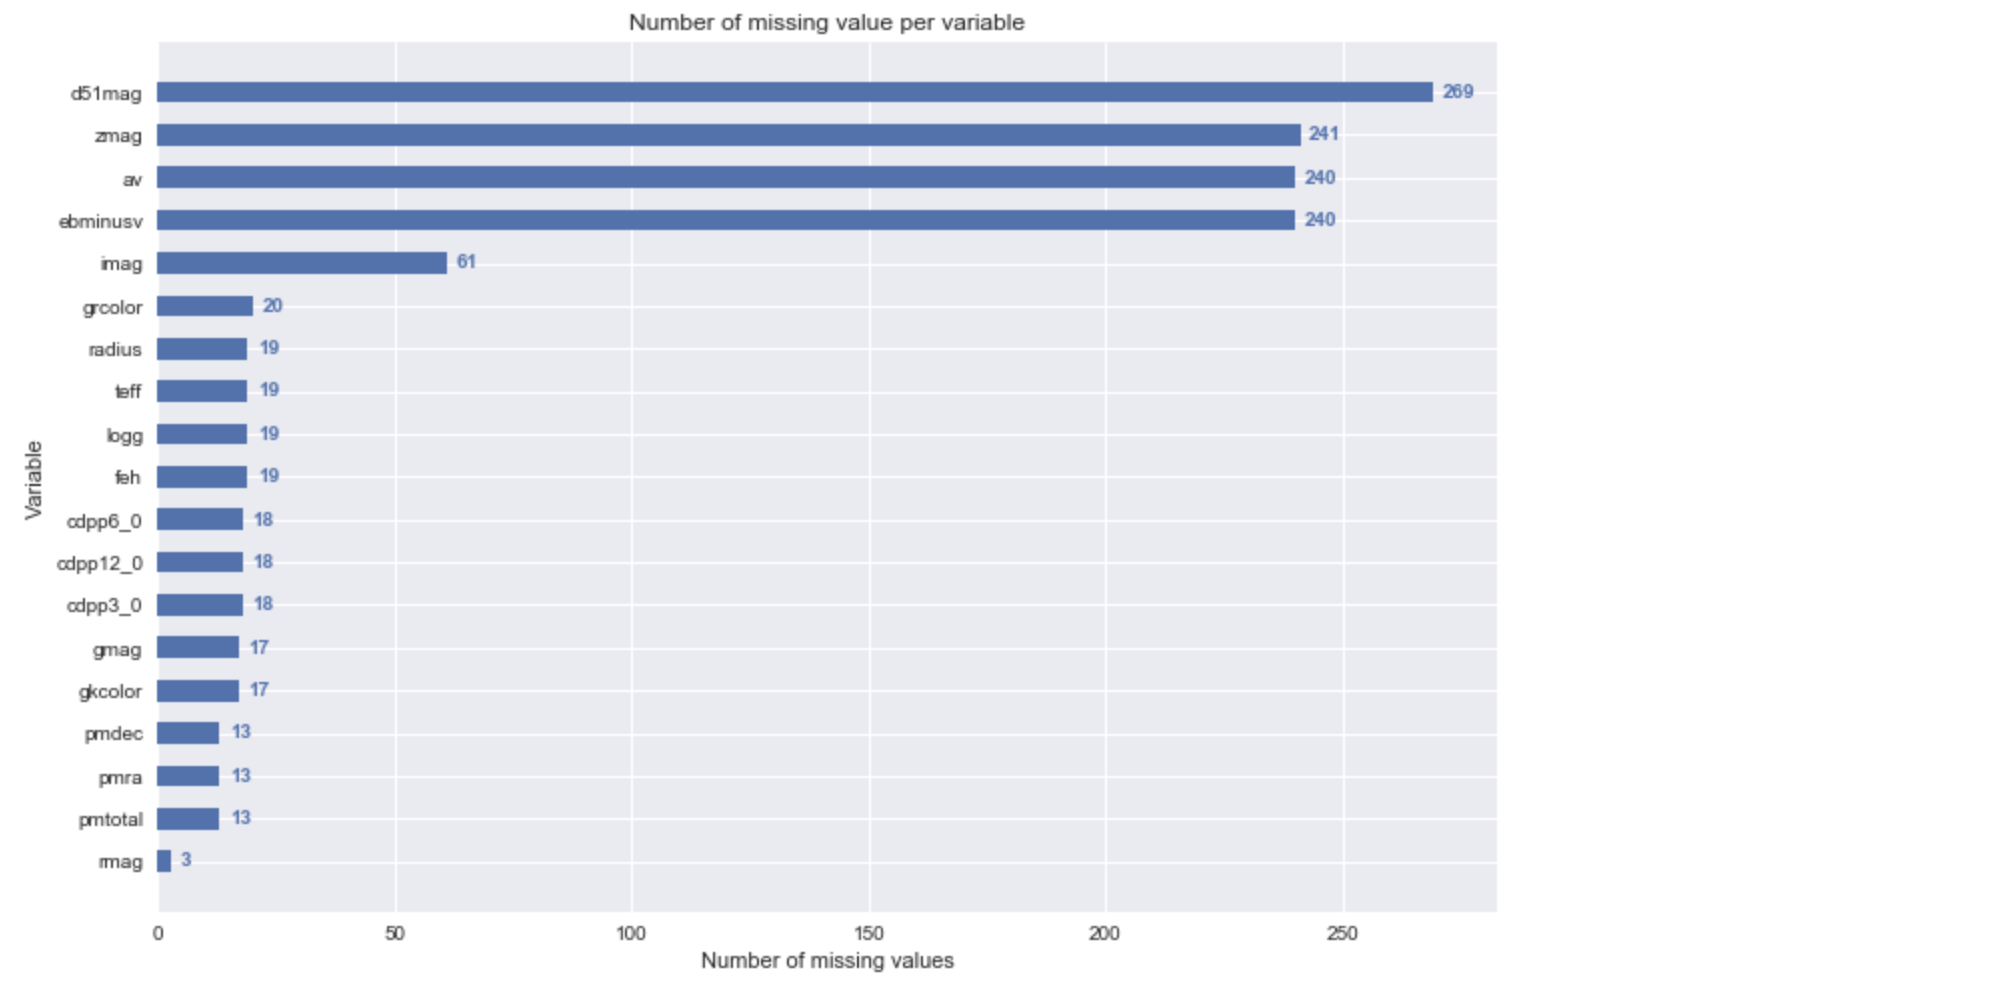 Number of missing value per variable
d51mag 269
zmag 241
av 240
ebminusv 240
imag 61
grcolor 20
radius 19
teff 19
logg 19
feh 19
cdpp6_0 18
cdpp12_0 18
cdpp3_0 18
gmag 17
gkcolor 17
pmdec 13
pmra 13
pmtotal 13
rmag 3
Variable
0 50 100 150 200 250
Number of missing values